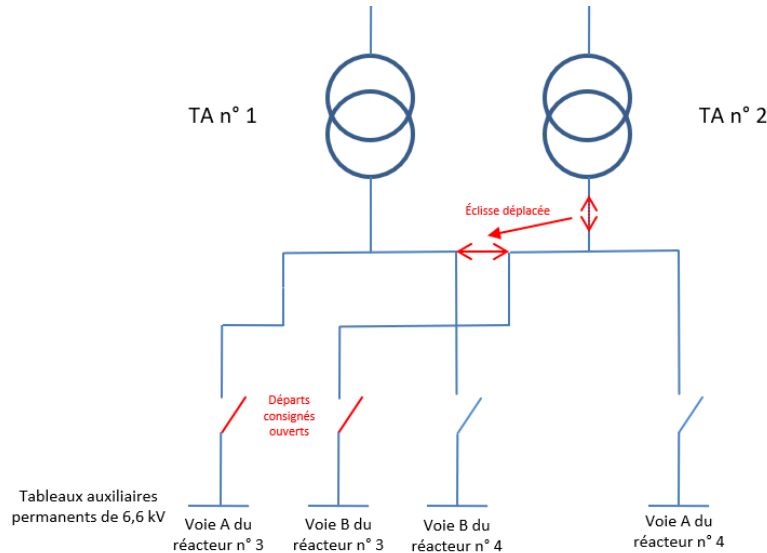 TA n° 1
TA n° 2
Éclisse déplacée
Départs
consignés
ouverts
Tableaux auxiliaires
permanents de 6,6 kV
Voie A du
réacteur n° 3
Voie B du
réacteur n° 3
Voie B du
réacteur n° 4
Voie A du
réacteur n° 4